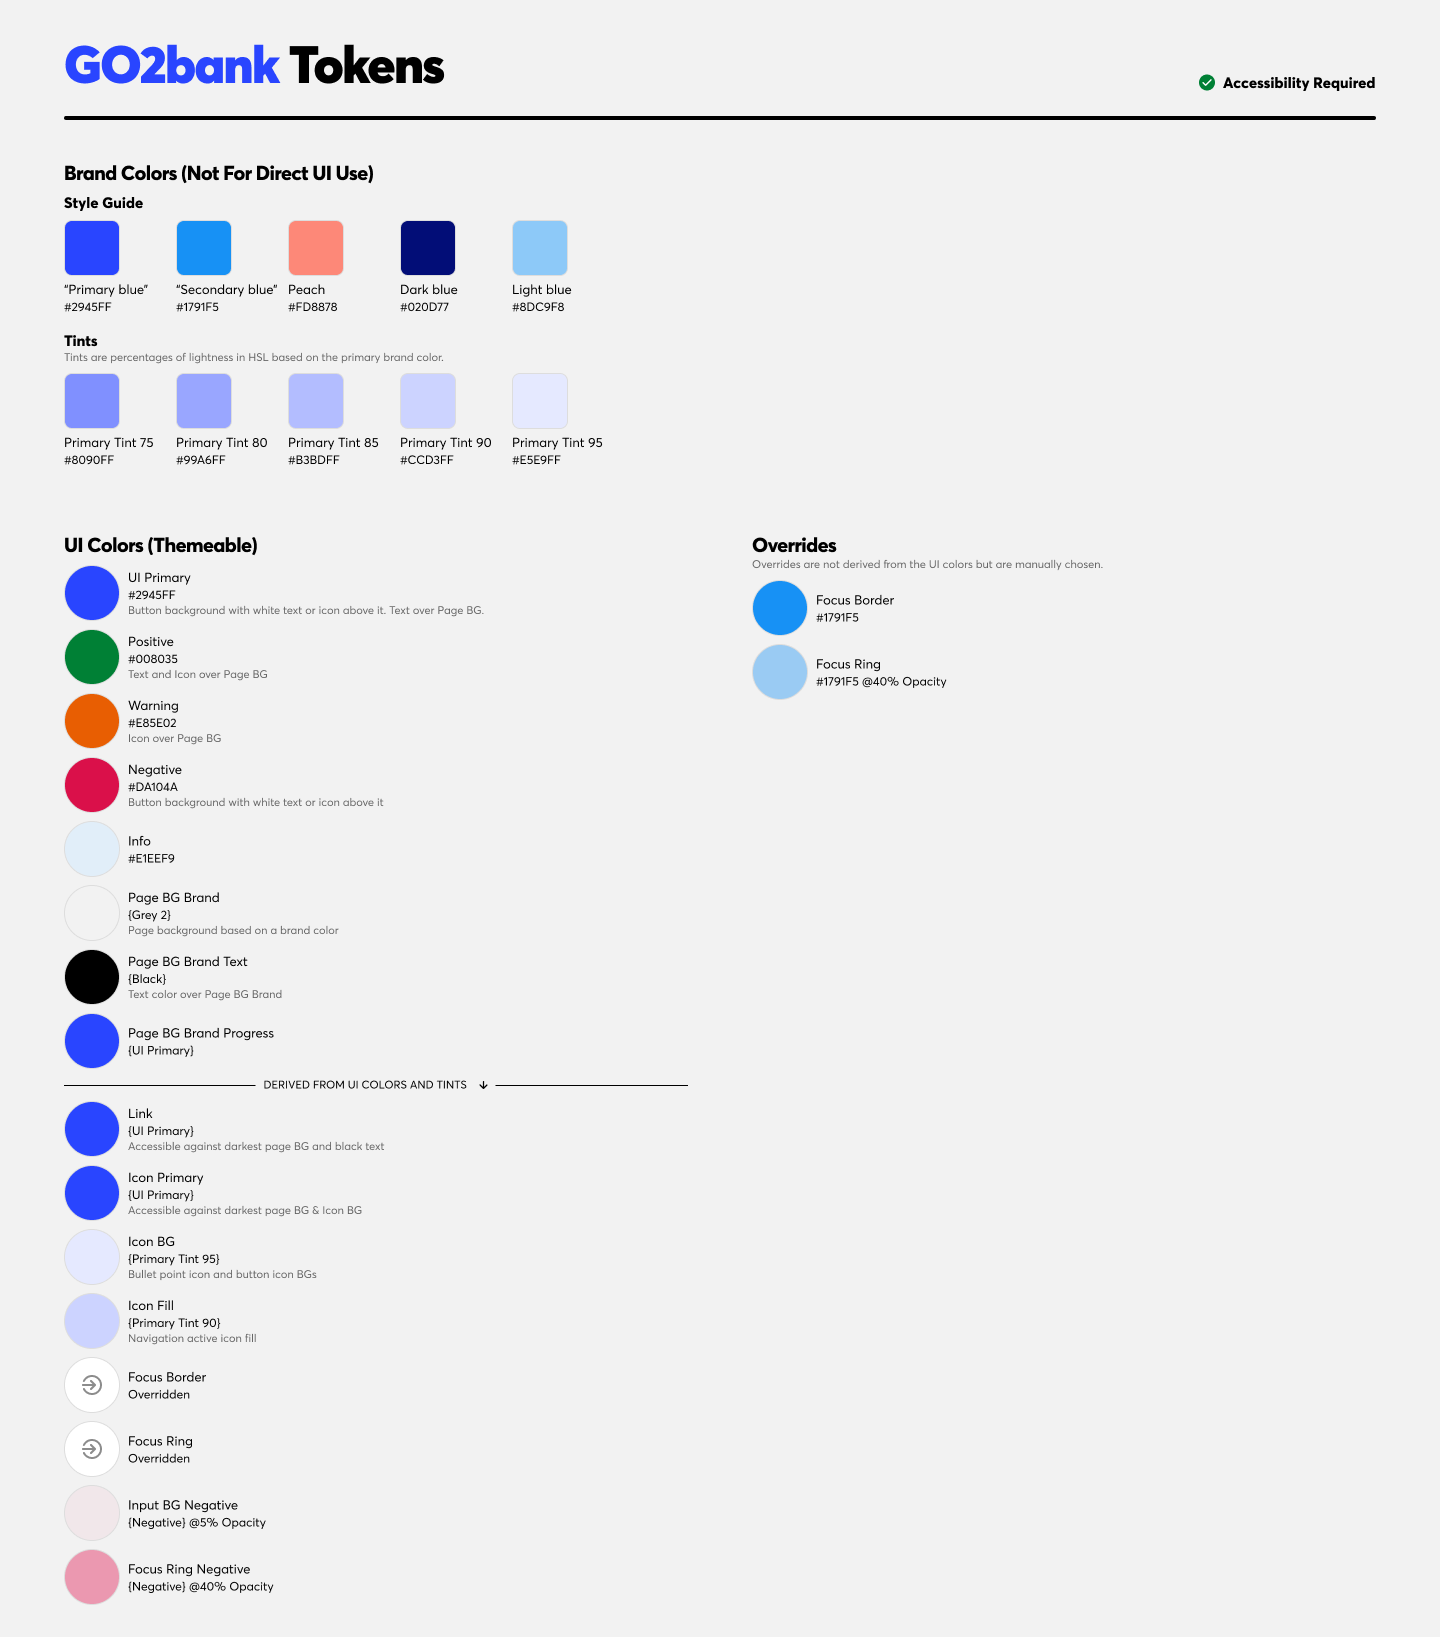 GO2bank Tokens
Accessibility Required
Brand Colors (Not For Direct UI Use)
Style Guide
“Primary blue”
#2945FF
“Secondary blue”
#1791F5
Peach
#FD8878
Dark blue
#020D77
Light blue
#8DC9F8
Tints
Tints are percentages of lightness in HSL based on the primary brand color.
Primary Tint 75
#8090FF
Primary Tint 80
#99A6FF
Primary Tint 85
#B3BDFF
Primary Tint 90
#CCD3FF
Primary Tint 95
#E5E9FF
UI Colors (Themeable)
UI Primary
#2945FF
Button background with white text or icon above it. Text over Page BG.
Positive
#008035
Text and Icon over Page BG
Warning
#E85E02
Icon over Page BG
Negative
#DA104A
Button background with white text or icon above it
Info
#E1EEF9
Page BG Brand
{Grey 2}
Page background based on a brand color
Page BG Brand Text
{Black}
Text color over Page BG Brand
Page BG Brand Progress
{UI Primary}
DERIVED FROM UI COLORS AND TINTS
Link
{UI Primary}
Accessible against darkest page BG and black text
Icon Primary
{UI Primary}
Accessible against darkest page BG & Icon BG
Icon BG
{Primary Tint 95}
Bullet point icon and button icon BGs
Icon Fill
{Primary Tint 90}
Navigation active icon fill
Focus Border
Overridden
Focus Ring
Overridden
Input BG Negative
{Negative} @5% Opacity
Focus Ring Negative
{Negative} @40% Opacity
Overrides
Overrides are not derived from the UI colors but are manually chosen.
Focus Border
#1791F5
Focus Ring
#1791F5 @40% Opacity